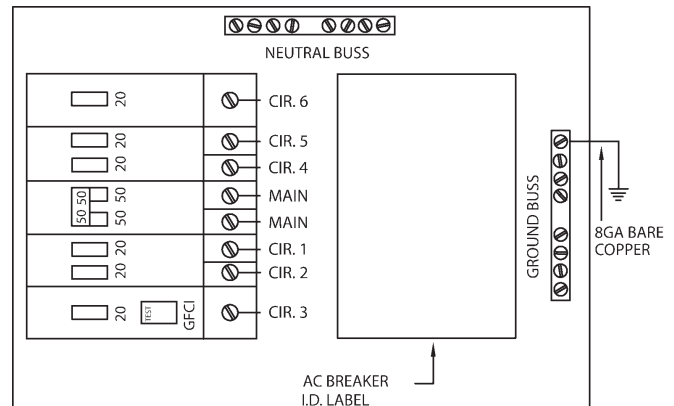 NEUTRAL BUSS
20 CIR. 6
20 CIR. 5
20 CIR. 4
50 50 MAIN
50 50 MAIN
20 CIR. 1
20 CIR. 2
20 TEST GFCI CIR. 3
GROUND BUSS
8GA BARE
COPPER
AC BREAKER
I.D. LABEL